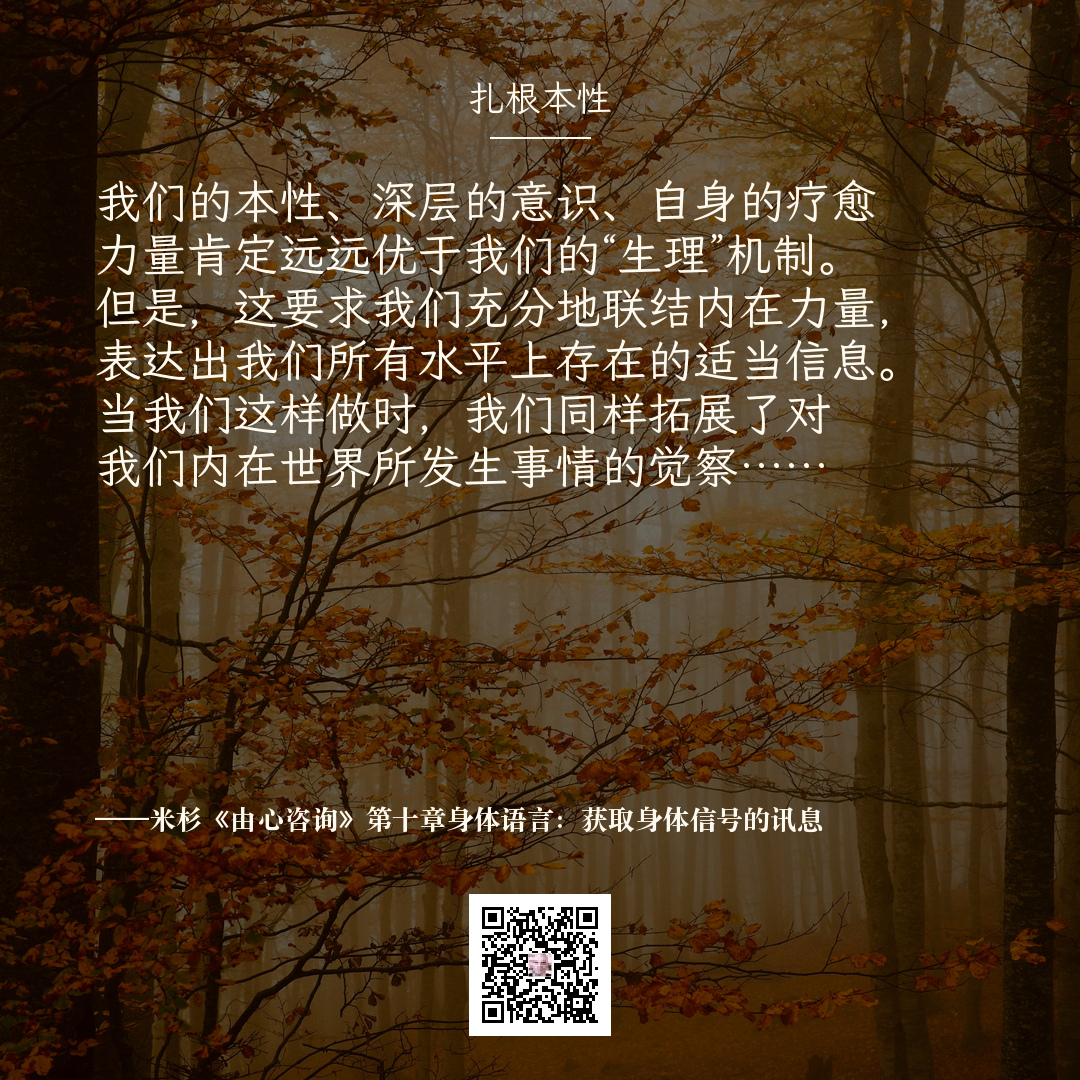 扎根本性
我们的本性、深层的意识、自身的疗愈
力量肯定远远优于我们的“生理”机制。
但是，这要求我们充分地联结内在力量，
表达出我们所有水平上存在的适当信息。
当我们这样做时，我们同样拓展了对
我们内在世界所发生事情的觉察……
——米杉《由心咨询》第十章身体语言：获取身体信号的讯息